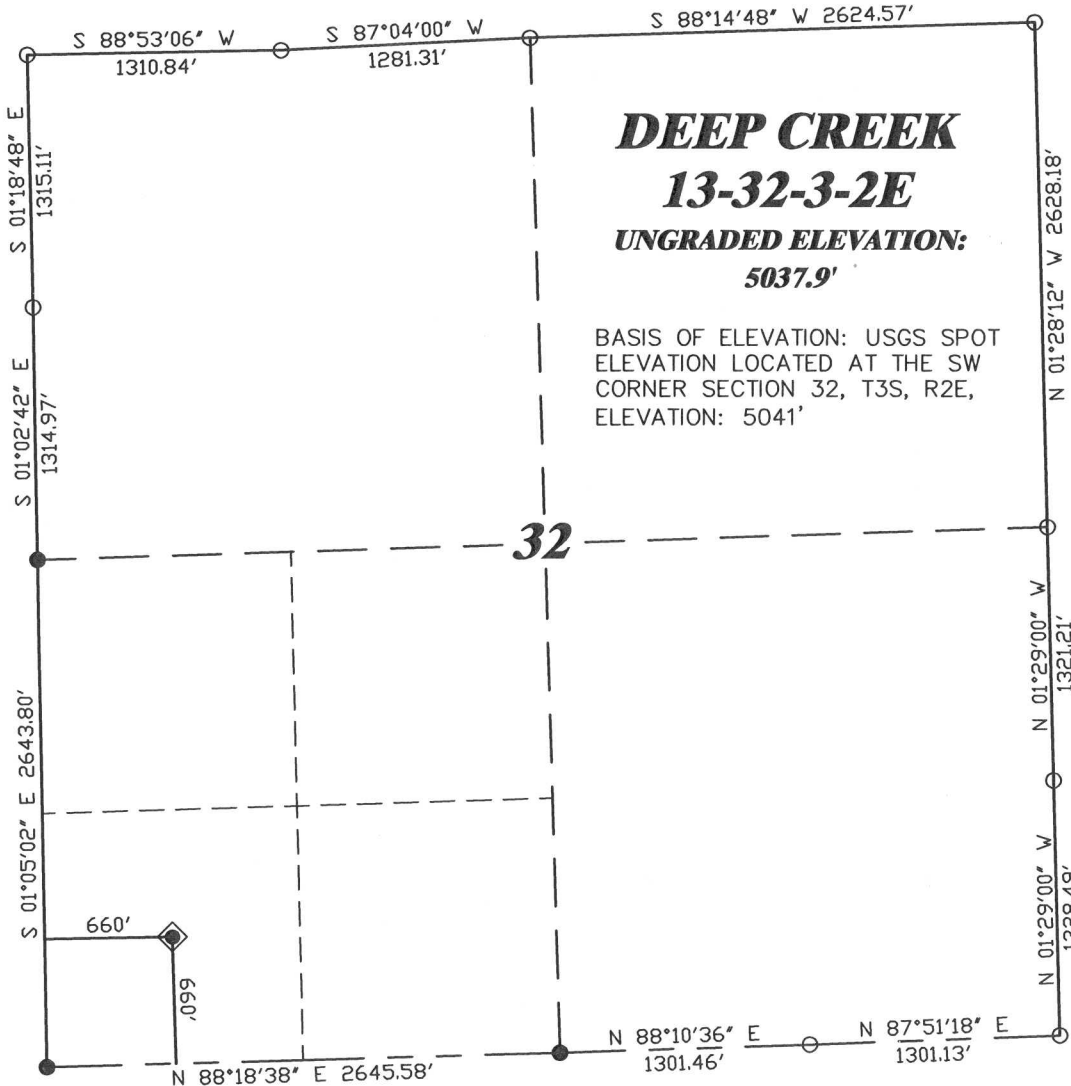 S 88°53'06" W
1310.84'
S 87°04'00" W
1281.31'
S 88°14'48" W 2624.57'
S 01°18'48" E
1315.11'
DEEP CREEK
13-32-3-2E
UNGRADED ELEVATION:
5037.9'
BASIS OF ELEVATION: USGS SPOT
ELEVATION LOCATED AT THE SW
CORNER SECTION 32, T3S, R2E,
ELEVATION: 5041'
N 01°28'12" W 2628.18'
S 01°02'42" E
1314.97'
32
N 01°29'00" W
1321.21'
S 01°05'02" E 2643.80'
660'
660'
N 01°29'00" W
N 88°18'38" E 2645.58'
N 88°10'36" E
1301.46'
N 87°51'18" E
1301.13'